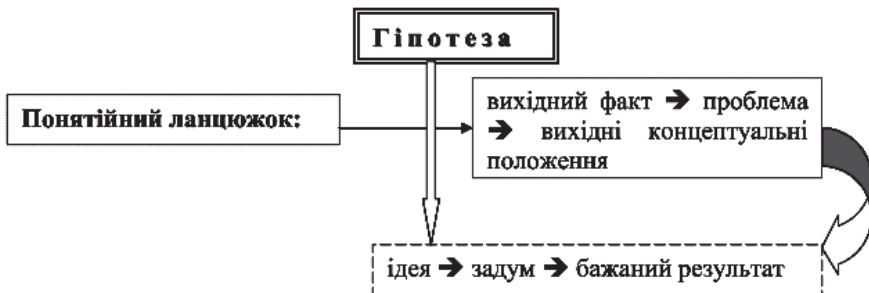 Гіпотеза
Понятійний ланцюжок:
вихідний факт ➔ проблема
➔ вихідні концептуальні
положення
ідея ➔ задум ➔ бажаний результат